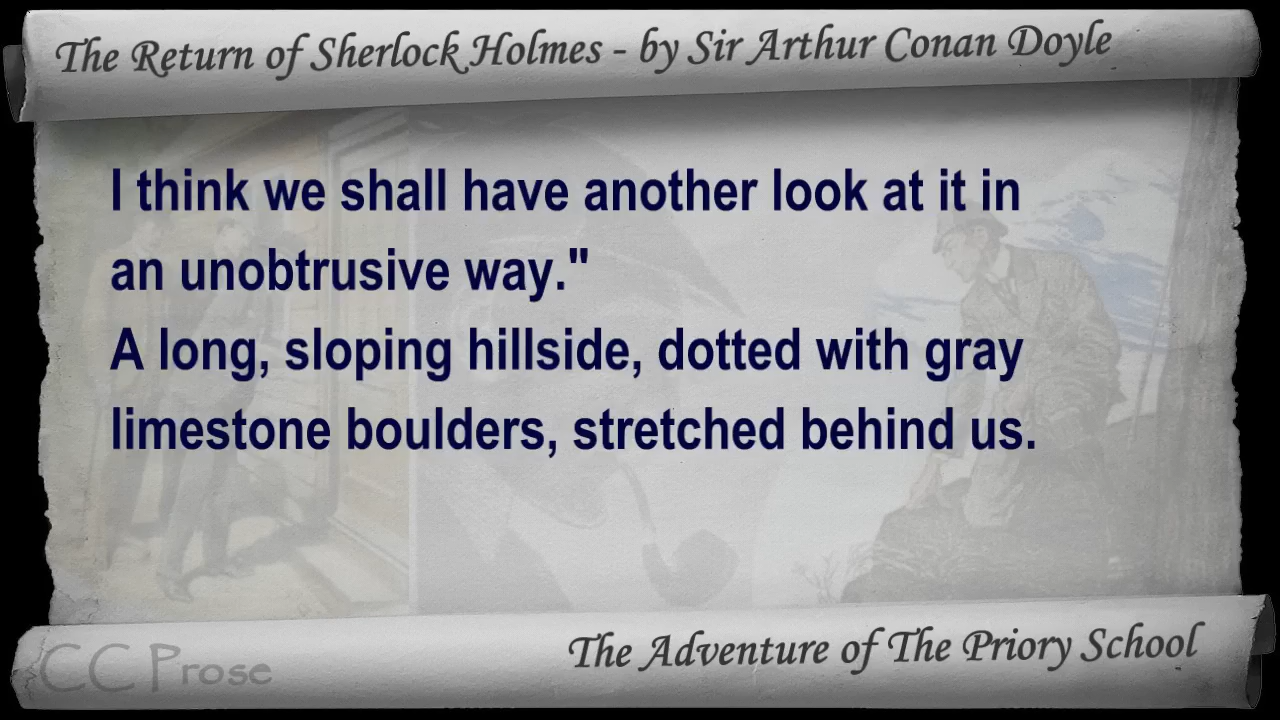 The Return of Sherlock Holmes - by Sir Arthur Conan Doyle
I think we shall have another look at it in
an unobtrusive way."
A long, sloping hillside, dotted with gray
limestone boulders, stretched behind us.
CC Prose
The Adventure of The Priory School